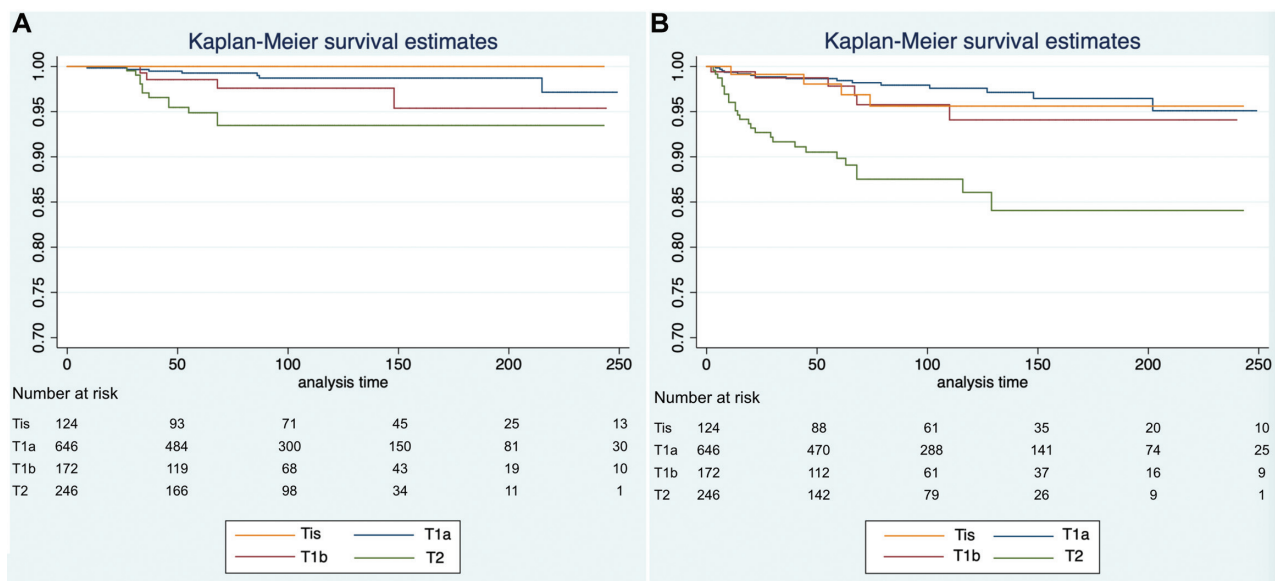 A
Kaplan-Meier survival estimates
1.00
0.95
0.90
0.85
0.80
0.75
0.70
0 50 100 150 200 250
analysis time
Number at risk
Tis 124 93 71 45 25 13
T1a 646 484 300 150 81 30
T1b 172 119 68 43 19 10
T2 246 166 98 34 11 1
Tis T1a
T1b T2
B
Kaplan-Meier survival estimates
1.00
0.95
0.90
0.85
0.80
0.75
0.70
0 50 100 150 200 250
analysis time
Number at risk
Tis 124 88 61 35 20 10
T1a 646 470 288 141 74 25
T1b 172 112 61 37 16 9
T2 246 142 79 26 9 1
Tis T1a
T1b T2